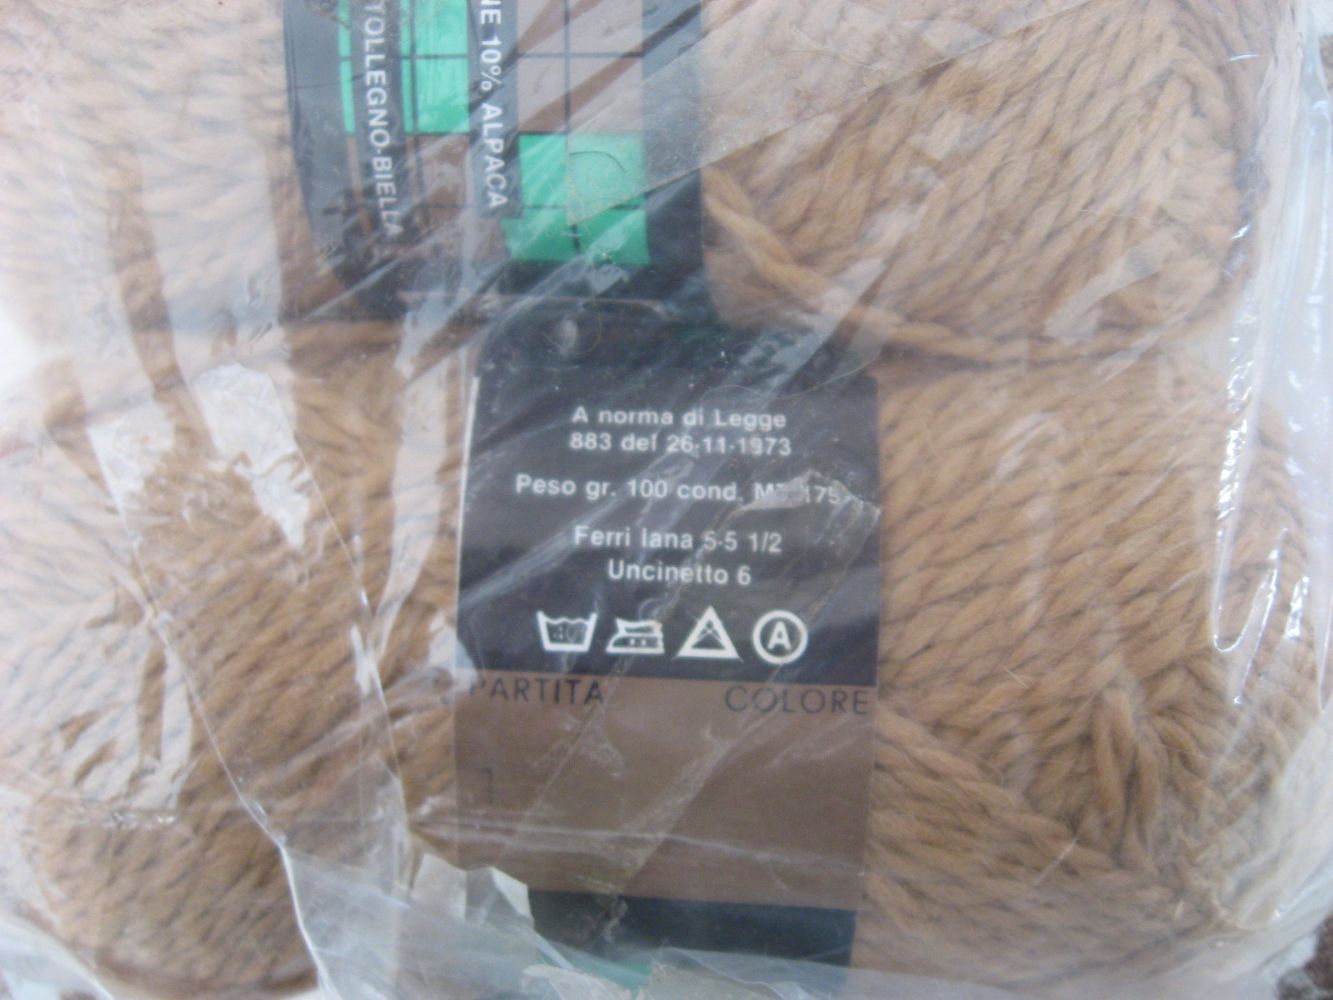 TOLLEGNO-BIELLA
NE 10% ALPACA
A norma di Legge
883 del 26-11-1973
Peso gr. 100 cond.
Ferri lana 5-5 1/2
Uncinetto 6
A
PARTITA COLORE